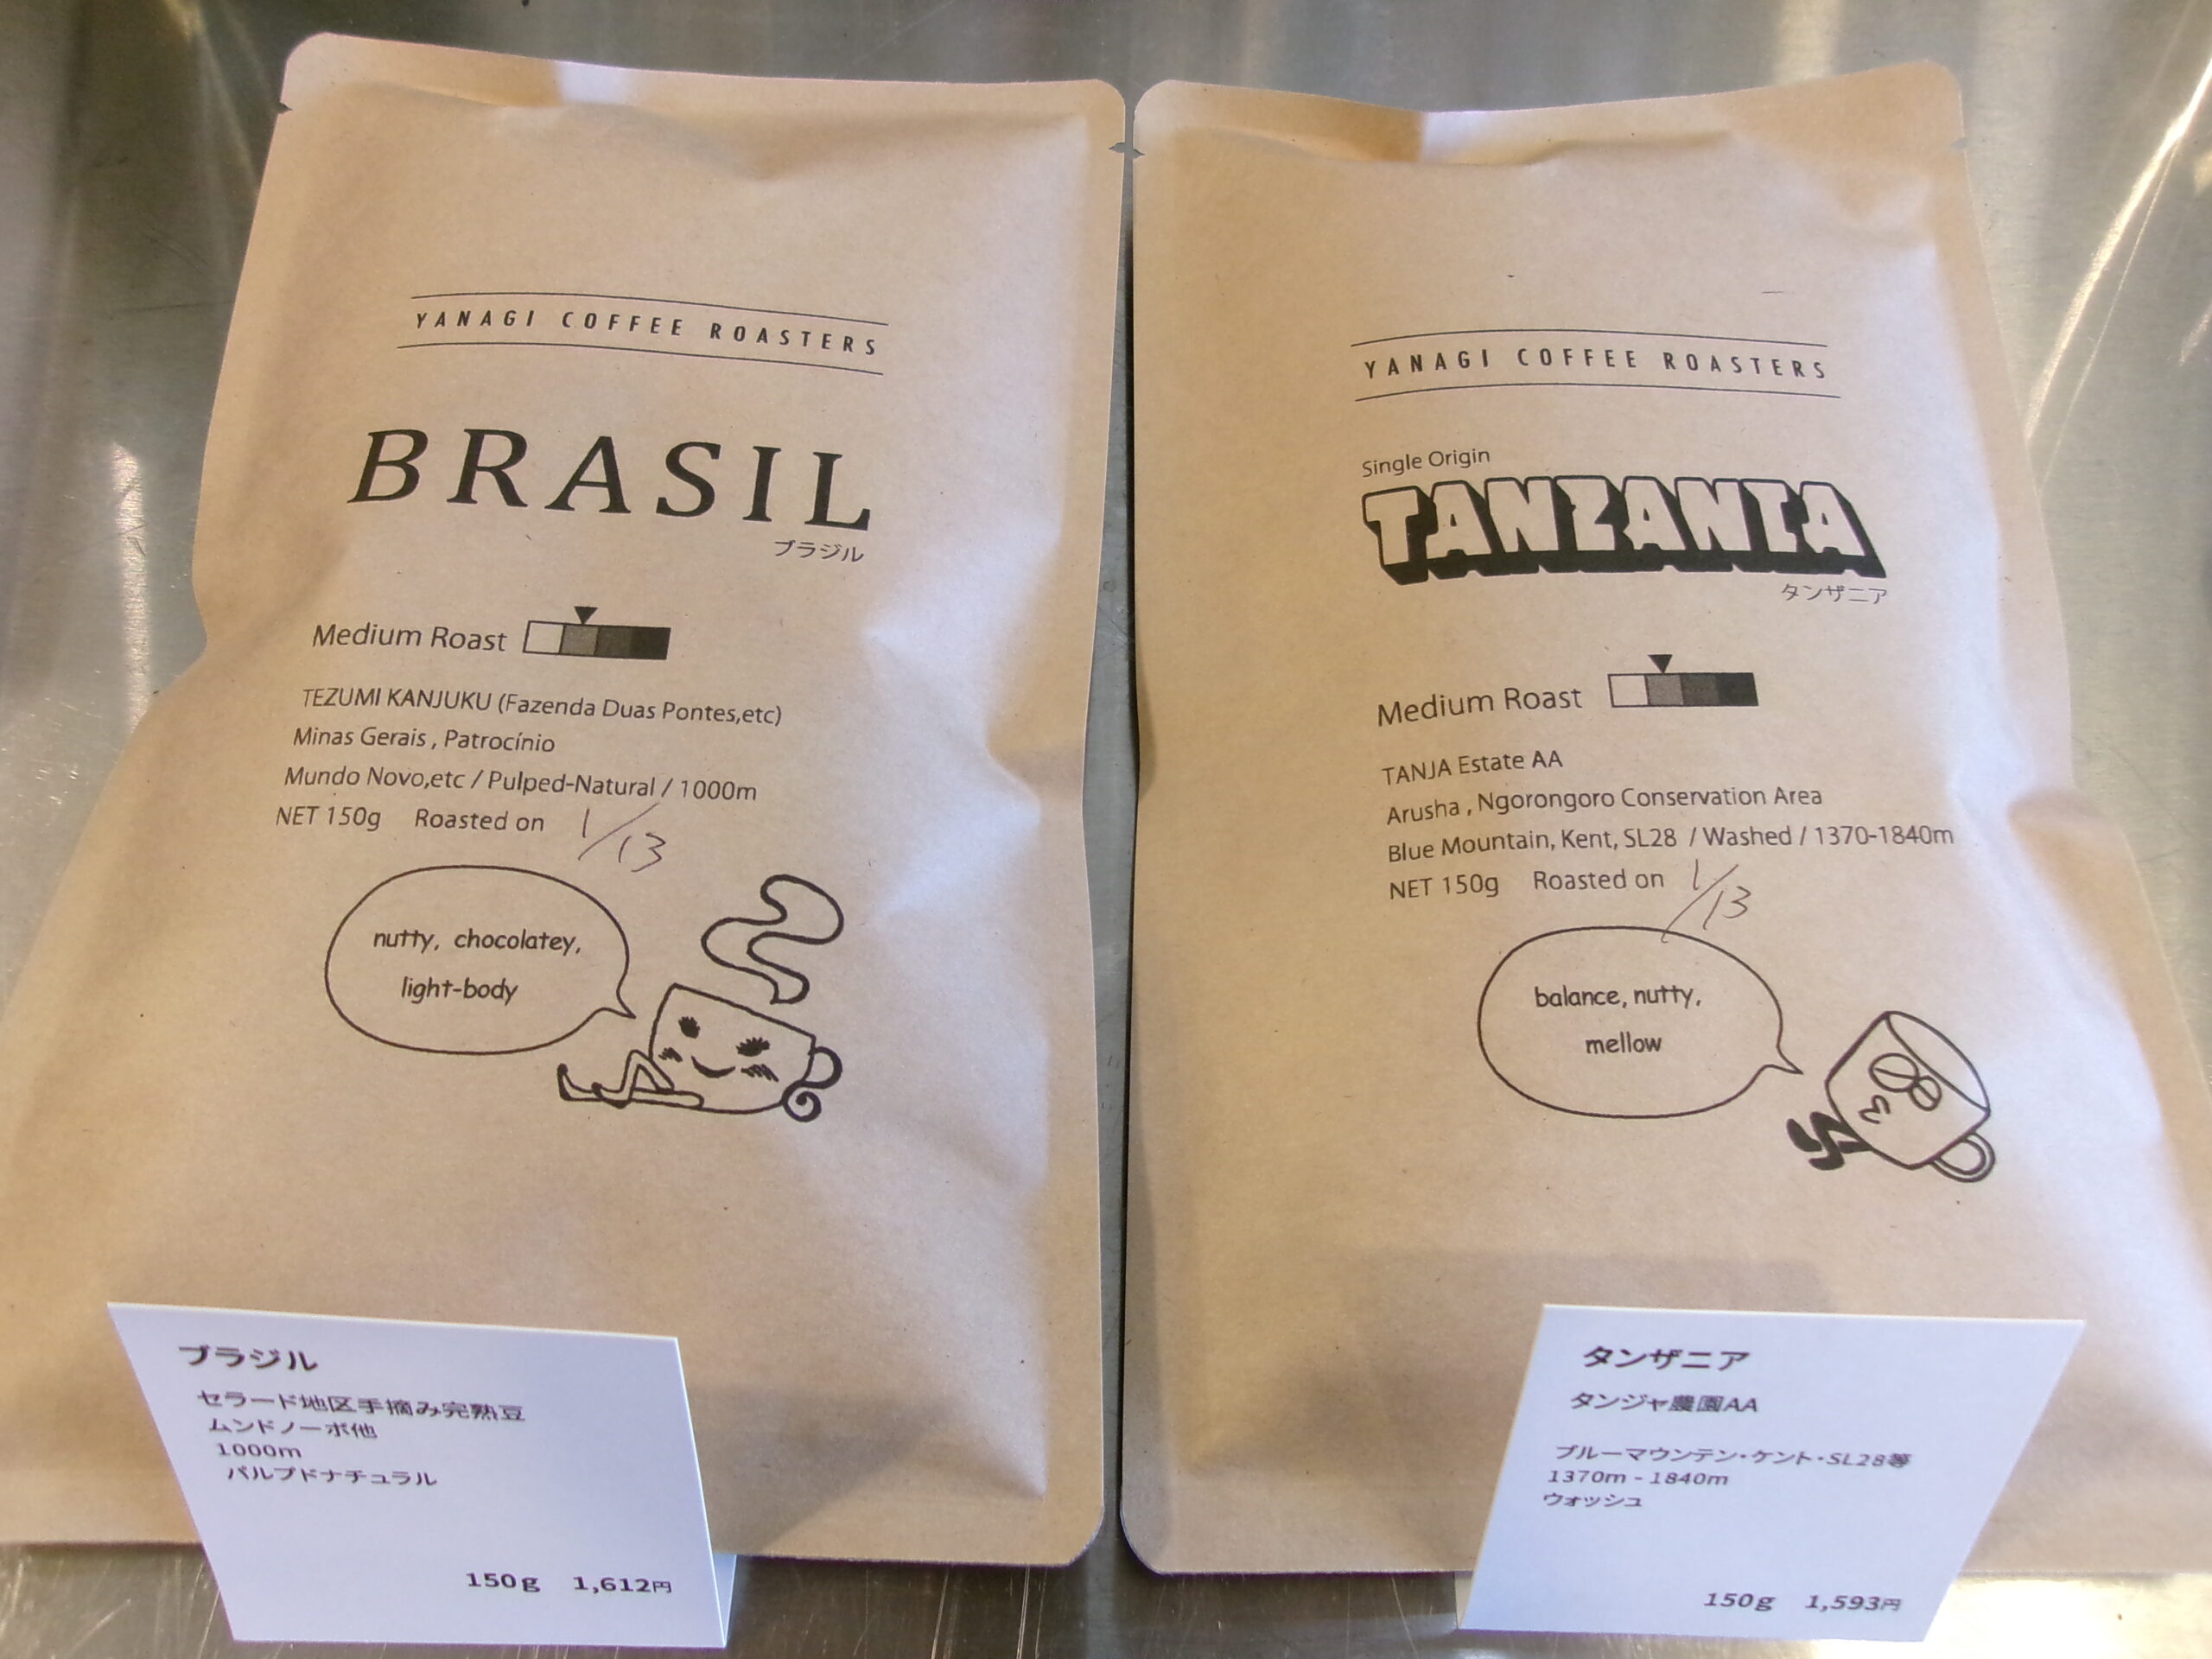 YANAGI COFFEE ROASTERS
BRASIL
ブラジル
Medium Roast
TEZUMI KANJUKU (Fazenda Duas Pontes,etc)
Minas Gerais , Patrocínio
Mundo Novo,etc / Pulped-Natural / 1000m
NET 150g Roasted on 1/13
nutty, chocolatey,
light-body
ブラジル
セラード地区手摘み完熟豆
ムンドノーボ他
1000m
パルプドナチュラル
150g 1,612円
YANAGI COFFEE ROASTERS
Single Origin
TANZANIA
タンザニア
Medium Roast
TANJA Estate AA
Arusha , Ngorongoro Conservation Area
Blue Mountain, Kent, SL28 / Washed / 1370-1840m
NET 150g Roasted on 1/13
balance, nutty,
mellow
タンザニア
タンジャ農園AA
ブルーマウンテン・ケント・SL28等
1370m - 1840m
ウォッシュ
150g 1,593円